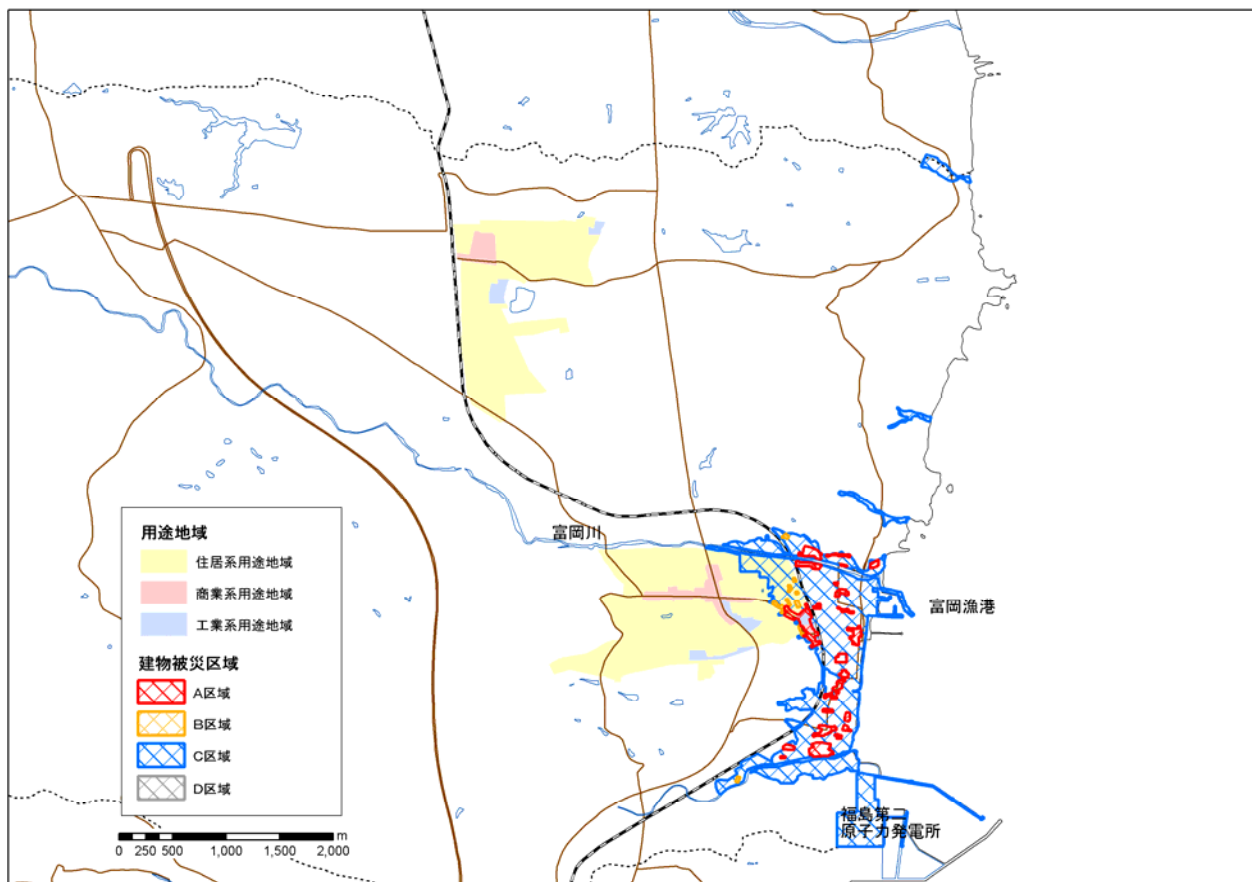 富岡川
富岡漁港
用途地域
住居系用途地域
商業系用途地域
工業系用途地域
建物被災区域
A区域
B区域
C区域
D区域
福島第二
原子力発電所
m
0 250 500 1,000 1,500 2,000